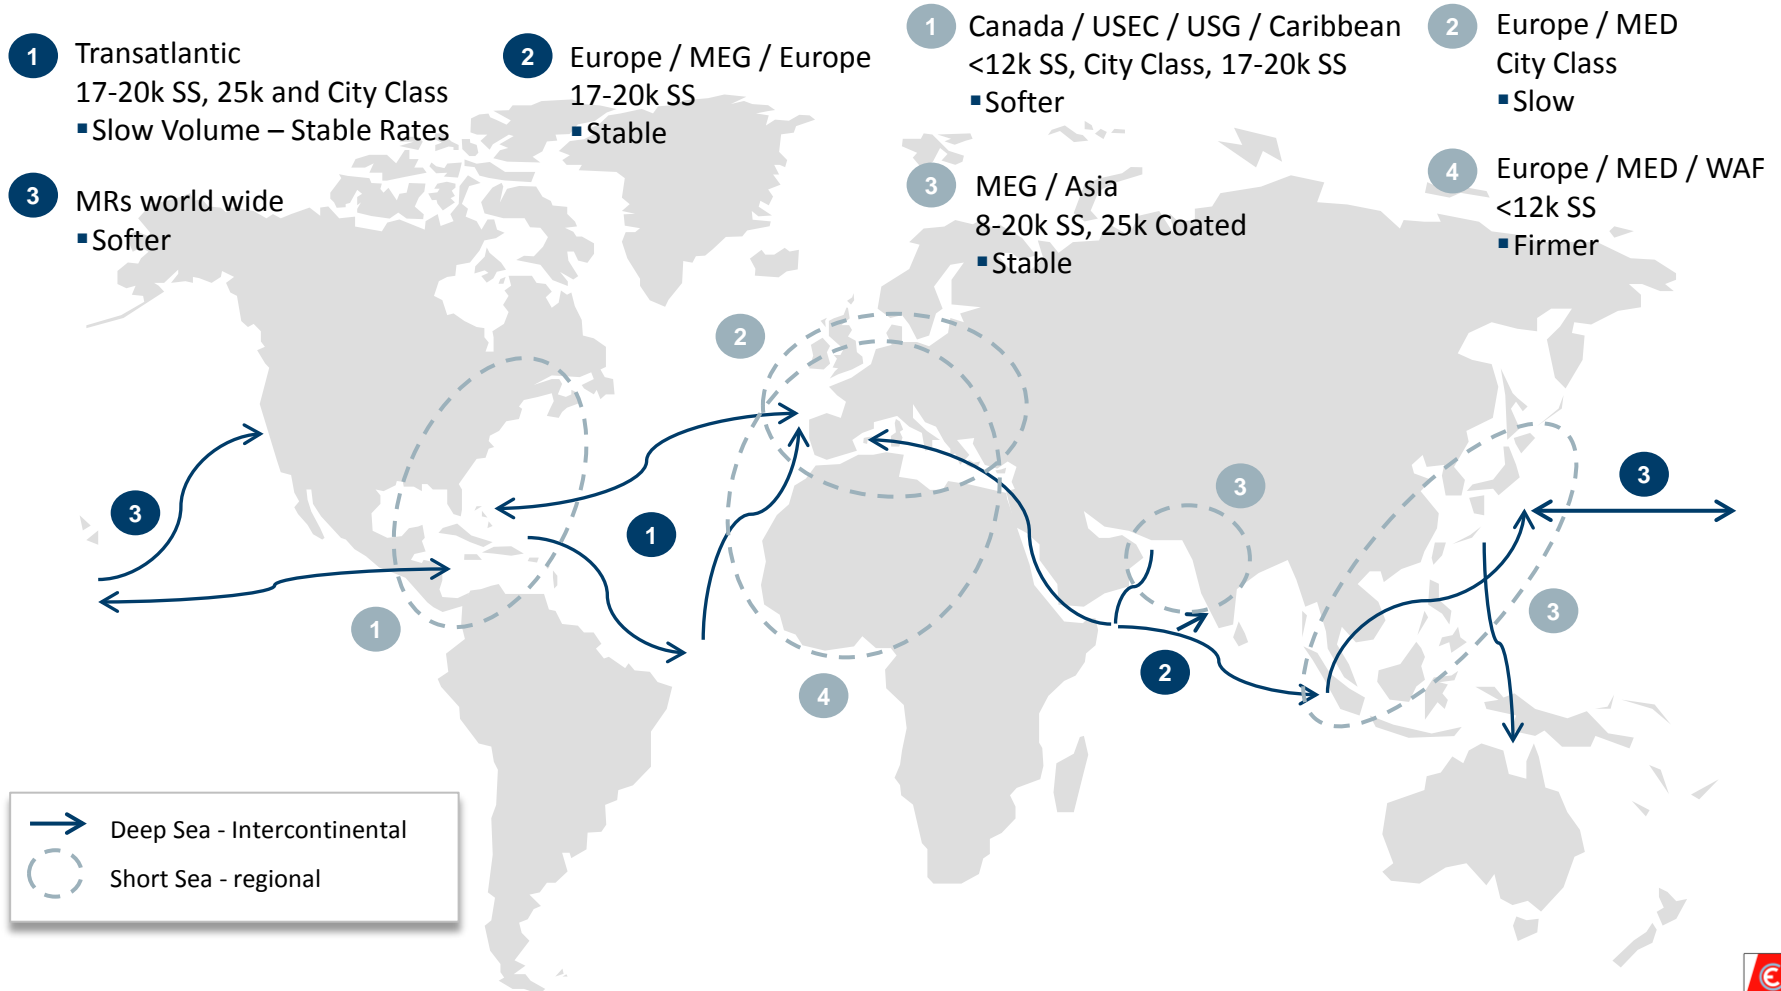 1
Transatlantic
17-20k SS, 25k and City Class
▪Slow Volume – Stable Rates
2
Europe / MEG / Europe
17-20k SS
▪Stable
3
MRs world wide
▪Softer
1
Canada / USEC / USG / Caribbean
<12k SS, City Class, 17-20k SS
▪Softer
2
Europe / MED
City Class
▪Slow
3
MEG / Asia
8-20k SS, 25k Coated
▪Stable
4
Europe / MED / WAF
<12k SS
▪Firmer
2
3
3
3
1
1
3
2
4
Deep Sea - Intercontinental
Short Sea - regional